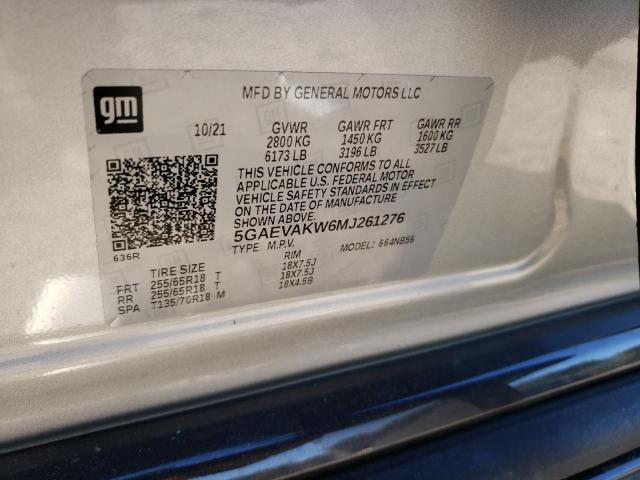 gm
MFD BY GENERAL MOTORS LLC
10/21 GVWR GAWR FRT GAWR RR
2800 KG 1450 KG 1600 KG
6173 LB 3196 LB 3527 LB
THIS VEHICLE CONFORMS TO ALL
APPLICABLE U.S. FEDERAL MOTOR
VEHICLE SAFETY STANDARDS IN EFFECT
ON THE DATE OF MANUFACTURE
SHOWN ABOVE.
5GAEVAKW6MJ261276
TYPE: M.P.V. MODEL: 664NB56
636R
TIRE SIZE RIM
FRT 255/65R18 T 18X7.5J
RR 255/65R18 T 18X7.5J
SPA T135/70R18 M 18X4.5B